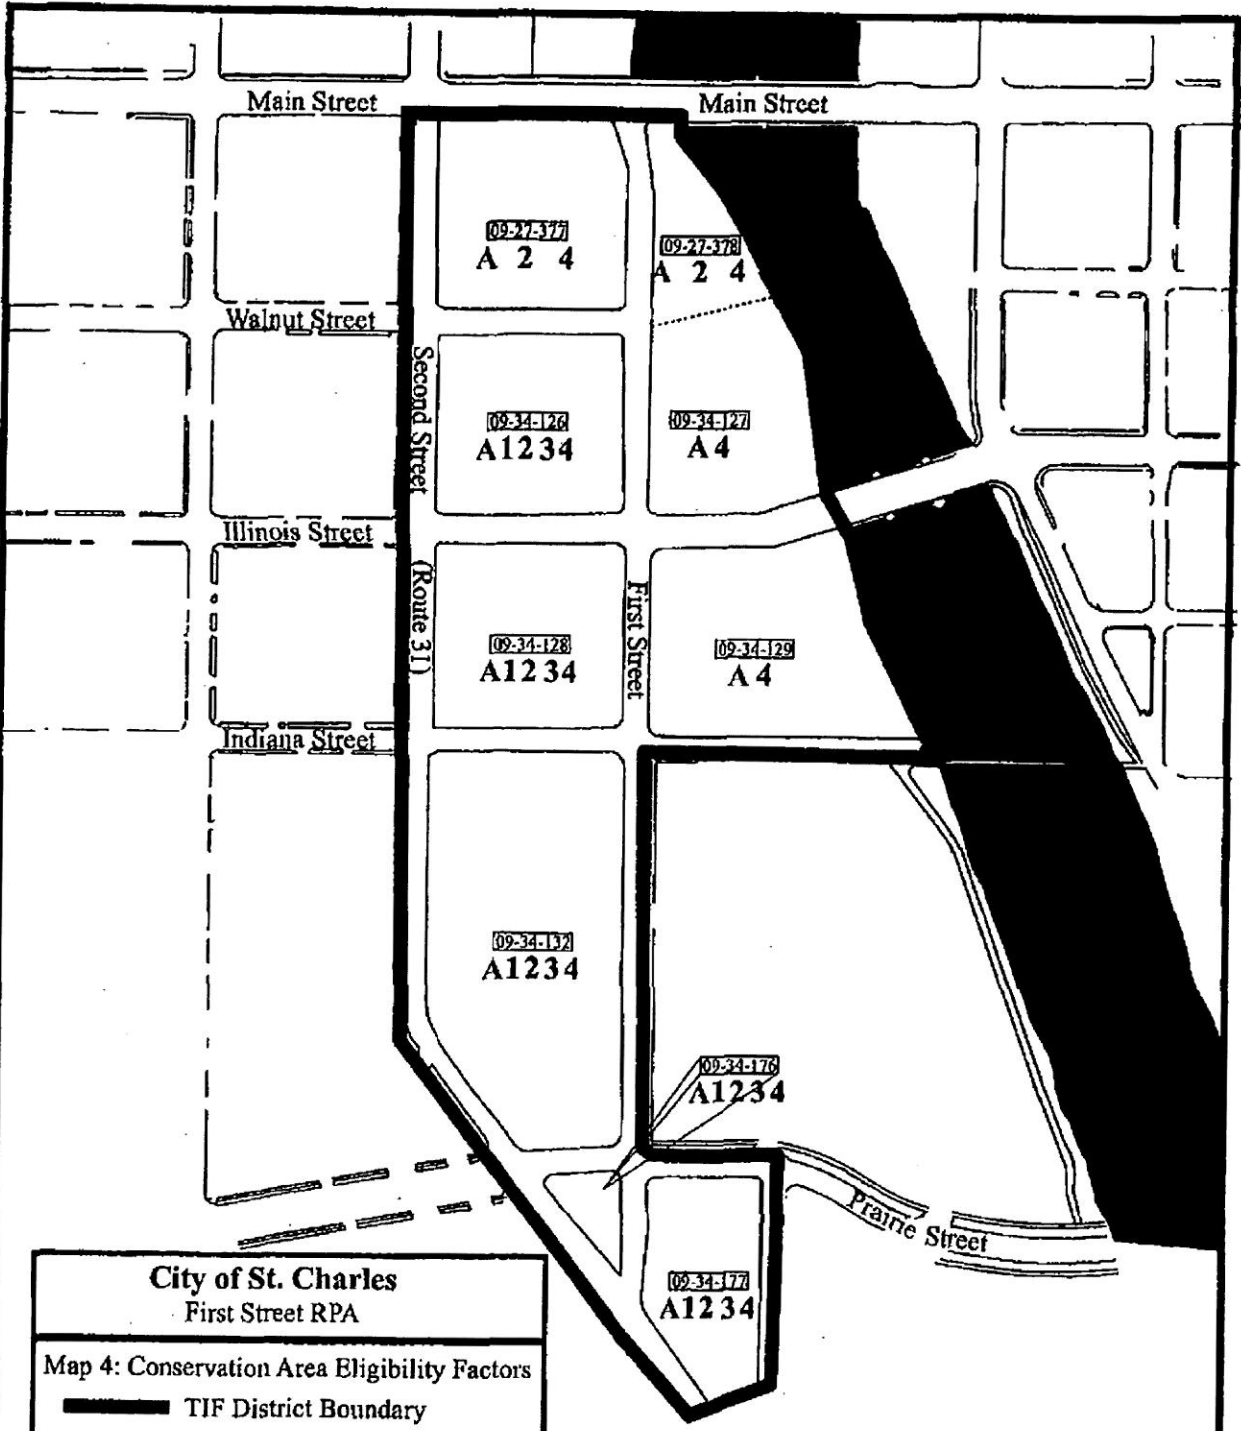 Main Street
Main Street
09-27-377
A 2 4
09-27-378
A 2 4
Walnut Street
Second Street
09-34-126
A1234
09-34-127
A4
Illinois Street
(Route 31)
First Street
09-34-128
A1234
09-34-129
A4
Indiana Street
09-34-132
A1234
09-34-176
A1234
Prairie Street
09-34-177
A1234
City of St. Charles
First Street RPA
Map 4: Conservation Area Eligibility Factors
TIF District Boundary